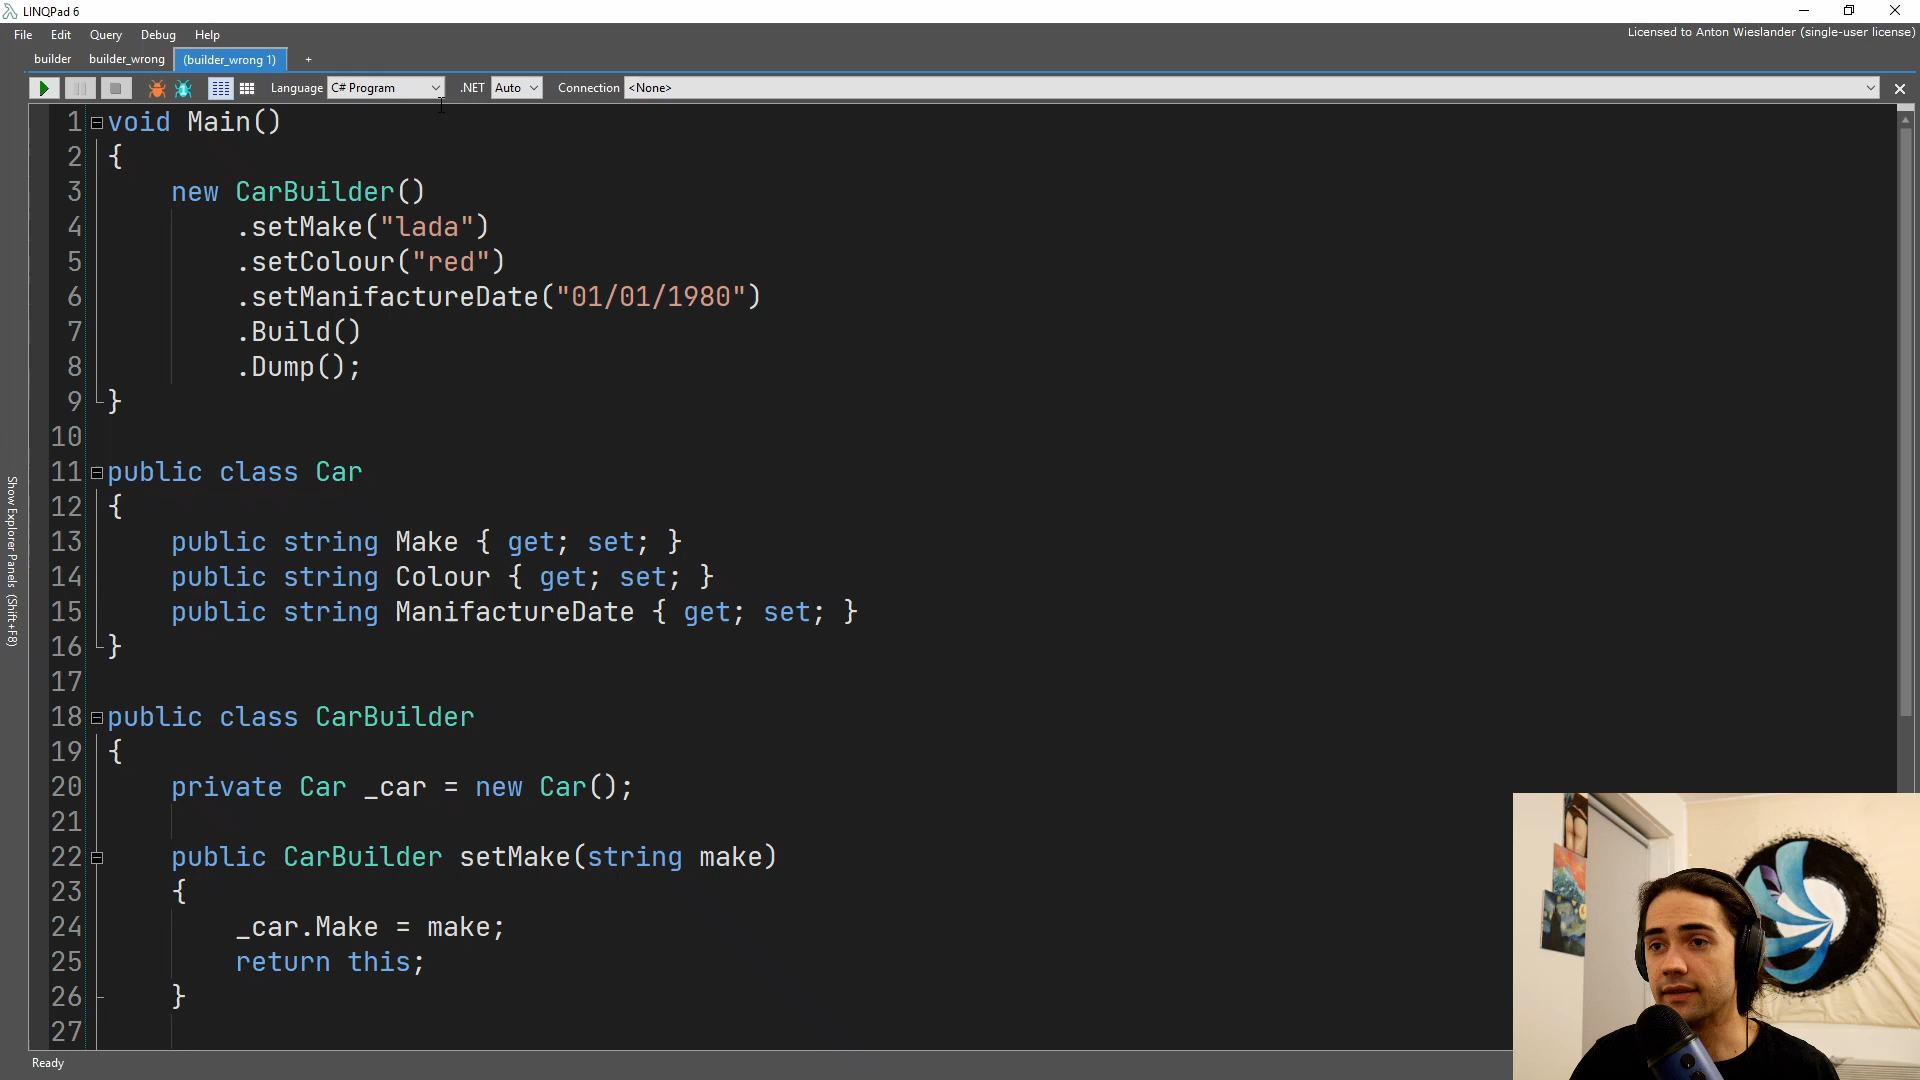 LINQPad 6
File Edit Query Debug Help
Licensed to Anton Wieslander (single-user license)
builder builder_wrong (builder_wrong 1) +
Language C# Program .NET Auto Connection <None>
1 void Main()
2 {
3 new CarBuilder()
4 .setMake("lada")
5 .setColour("red")
6 .setManifactureDate("01/01/1980")
7 .Build()
8 .Dump();
9 }
10
11 public class Car
12 {
13 public string Make { get; set; }
14 public string Colour { get; set; }
15 public string ManifactureDate { get; set; }
16 }
17
18 public class CarBuilder
19 {
20 private Car _car = new Car();
21
22 public CarBuilder setMake(string make)
23 {
24 _car.Make = make;
25 return this;
26 }
27
Show Explorer Panels (Shift+F8)
Ready